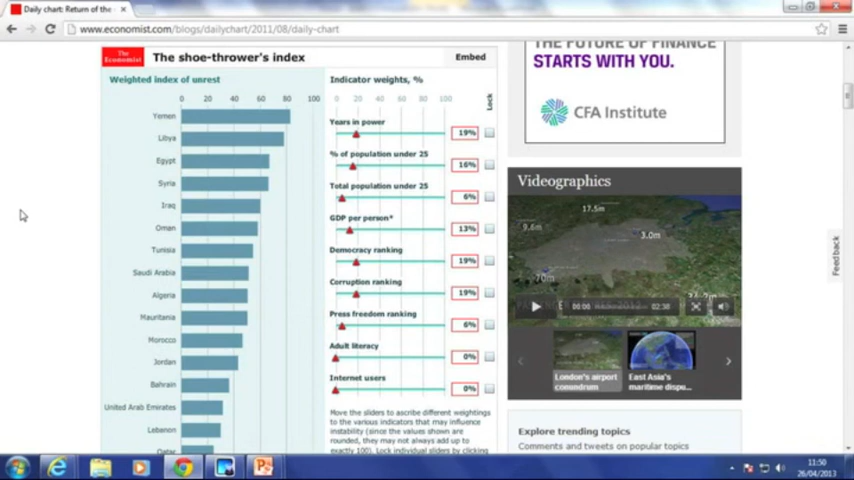 Daily chart: Return of the
www.economist.com/blogs/dailychart/2011/08/daily-chart
The Economist
The shoe-thrower's index
Embed
Weighted index of unrest
0 20 40 60 80 100
Yemen
Libya
Egypt
Syria
Iraq
Oman
Tunisia
Saudi Arabia
Algeria
Mauritania
Morocco
Jordan
Bahrain
United Arab Emirates
Lebanon
Qatar
Indicator weights, %
0 20 40 60 80 100
Lock
Years in power
19%
% of population under 25
16%
Total population under 25
6%
GDP per person*
13%
Democracy ranking
19%
Corruption ranking
19%
Press freedom ranking
6%
Adult literacy
0%
Internet users
0%
Move the sliders to ascribe different weightings
to the various indicators that may influence
instability (since the values shown are
rounded, they may not always add up to
exactly 100%. Lock individual sliders by clicking
THE FUTURE OF FINANCE
STARTS WITH YOU.
CFA Institute
Videographics
17.5m
9.6m
3.0m
70m
00:00
02:30
London's airport
conundrum
East Asia's
maritime dispu...
Explore trending topics
Comments and tweets on popular topics
Feedback
11:50
26/04/2013